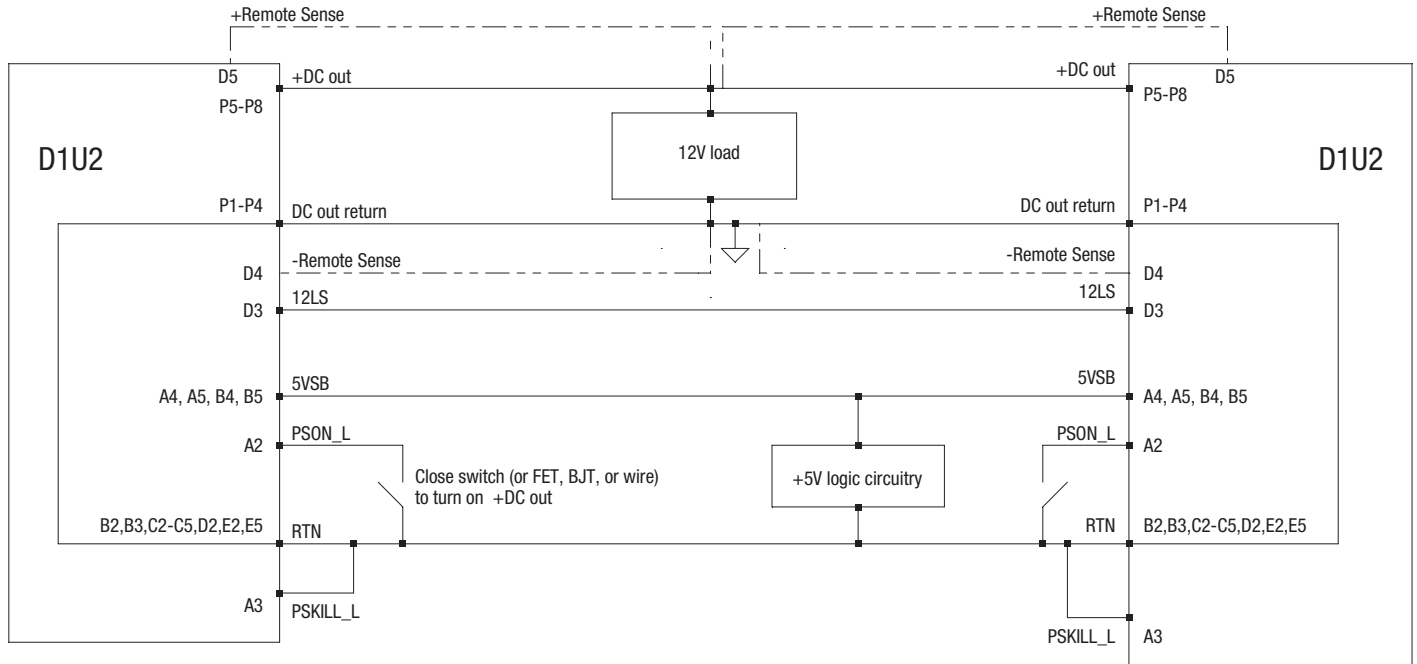 +Remote Sense
+Remote Sense
D5
+DC out
+DC out
D5
P5-P8
P5-P8
D1U2
12V load
D1U2
P1-P4
DC out return
DC out return
P1-P4
D4
-Remote Sense
-Remote Sense
D4
D3
12LS
12LS
D3
A4, A5, B4, B5
5VSB
5VSB
A4, A5, B4, B5
A2
PSON_L
PSON_L
A2
Close switch (or FET, BJT, or wire)
to turn on +DC out
+5V logic circuitry
B2,B3,C2-C5,D2,E2,E5
RTN
RTN
B2,B3,C2-C5,D2,E2,E5
A3
PSKILL_L
PSKILL_L
A3